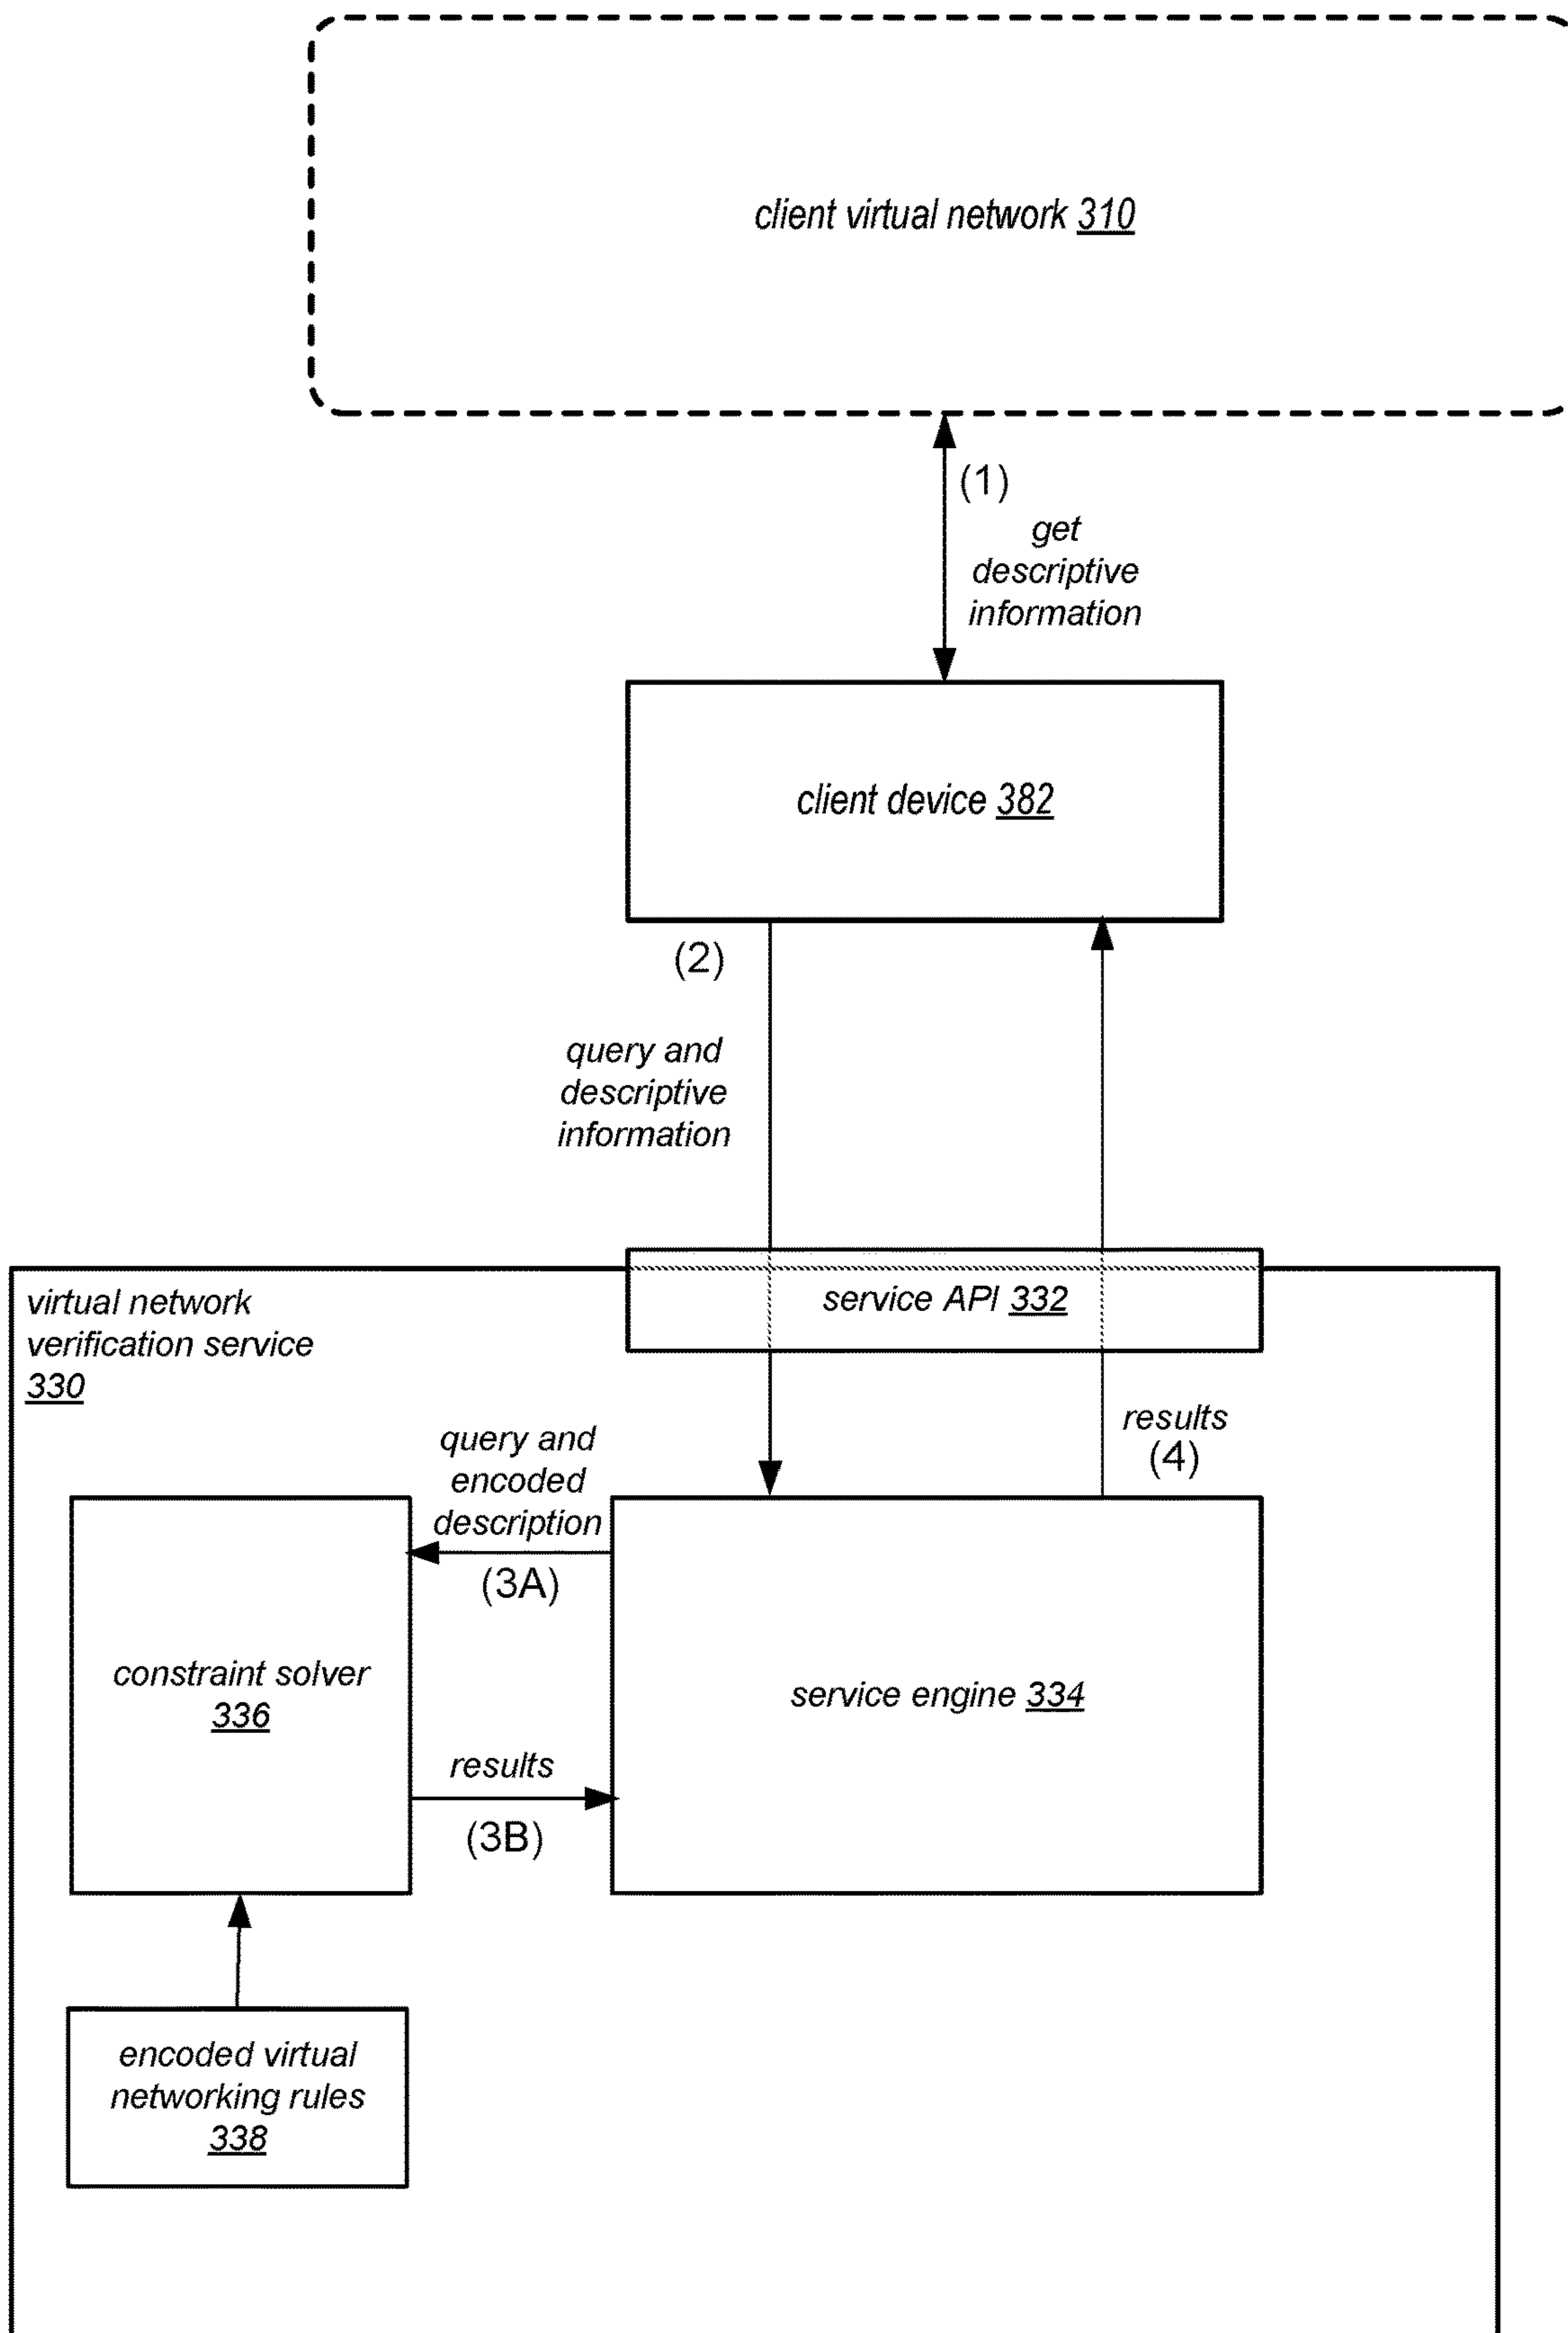 client virtual network 310
(1)
get
descriptive
information
client device 382
(2)
query and
descriptive
information
service API 332
virtual network
verification service
330
results
(4)
query and
encoded
description
(3A)
constraint solver
336
service engine 334
results
(3B)
encoded virtual
networking rules
338